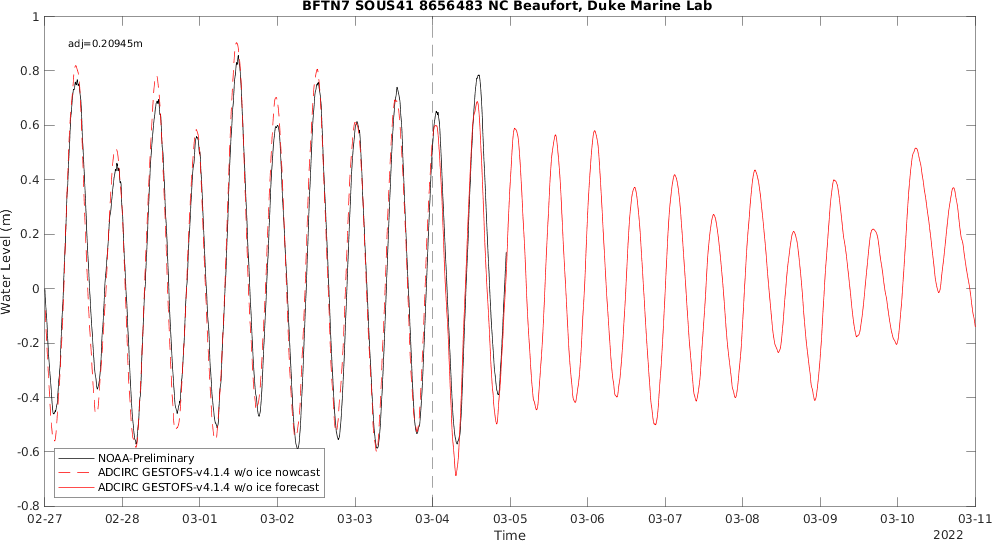 BFTN7 SOUS41 8656483 NC Beaufort, Duke Marine Lab
adj=0.20945m
1
0.8
0.6
0.4
0.2
0
-0.2
-0.4
-0.6
-0.8
Water Level (m)
NOAA-Preliminary
ADCIRC GESTOFS-v4.1.4 w/o ice nowcast
ADCIRC GESTOFS-v4.1.4 w/o ice forecast
02-27 02-28 03-01 03-02 03-03 03-04 03-05 03-06 03-07 03-08 03-09 03-10 03-11
Time
2022